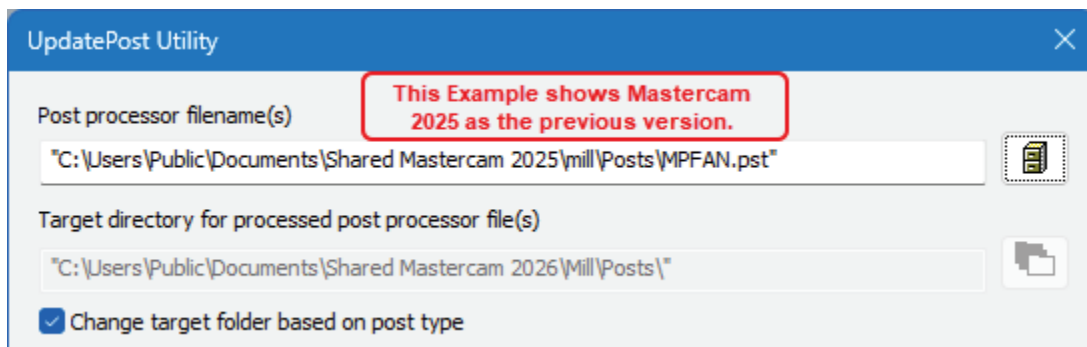 UpdatePost Utility
This Example shows Mastercam
2025 as the previous version.
Post processor filename(s)
"C:\Users\Public\Documents\Shared Mastercam 2025\mill\Posts\MPFAN.pst"
Target directory for processed post processor file(s)
"C:\Users\Public\Documents\Shared Mastercam 2026\Mill\Posts\"
Change target folder based on post type